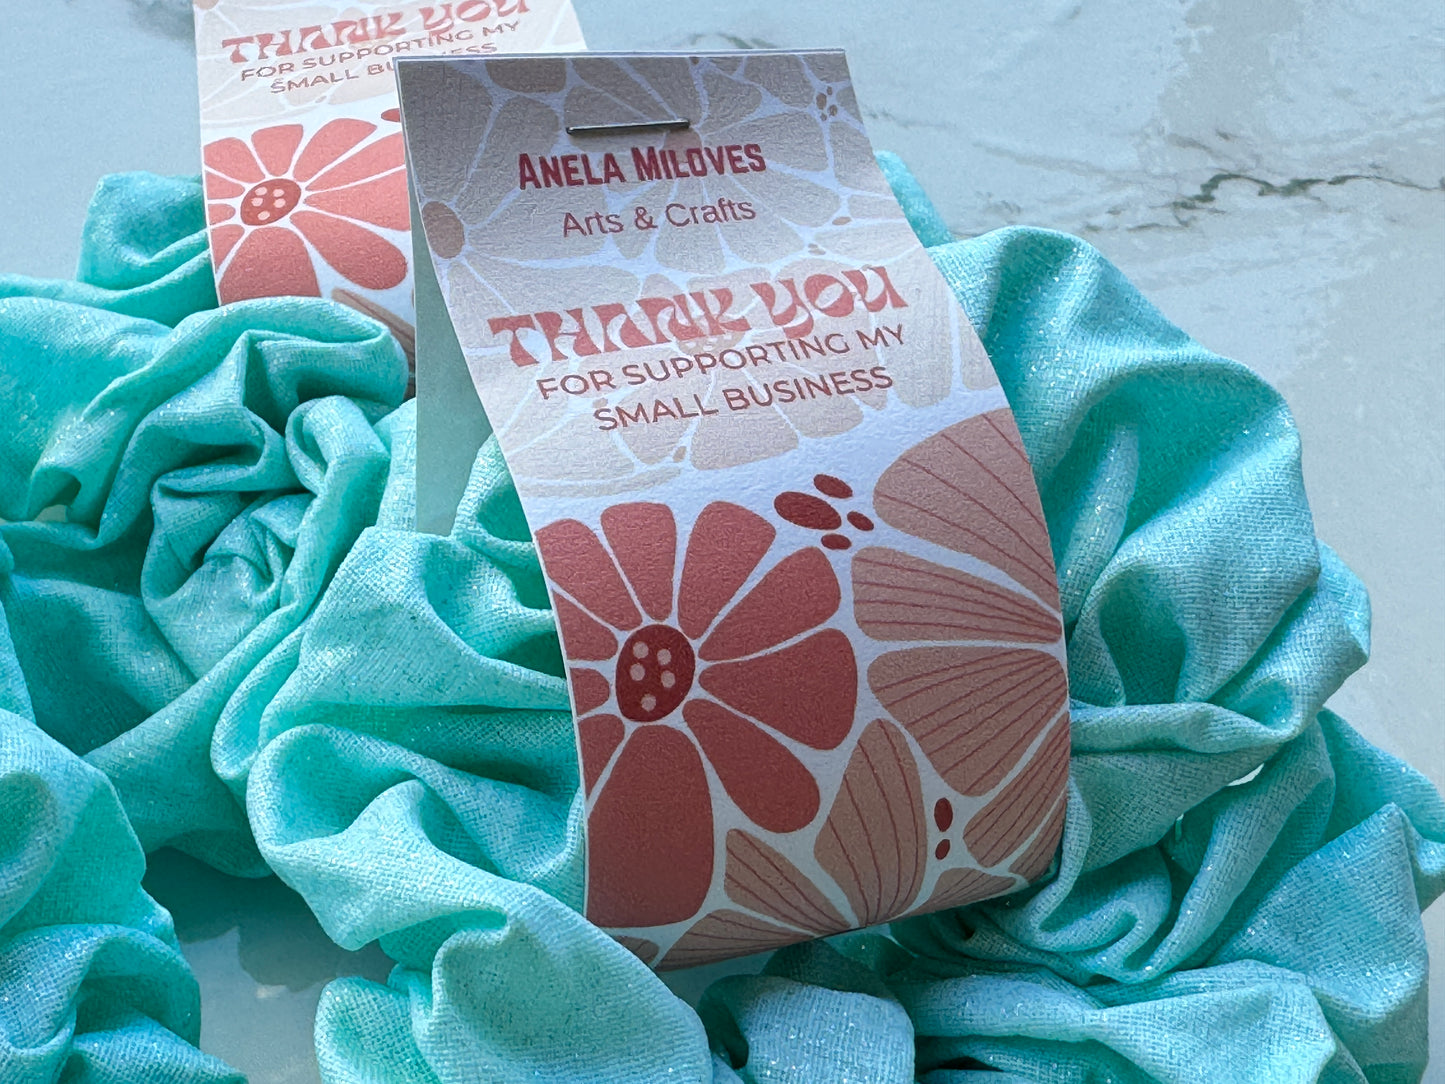 THANK YOU
FOR SUPPORTING MY
SMALL BUSINESS
ANELA MILOVES
Arts & Crafts
THANK YOU
FOR SUPPORTING MY
SMALL BUSINESS